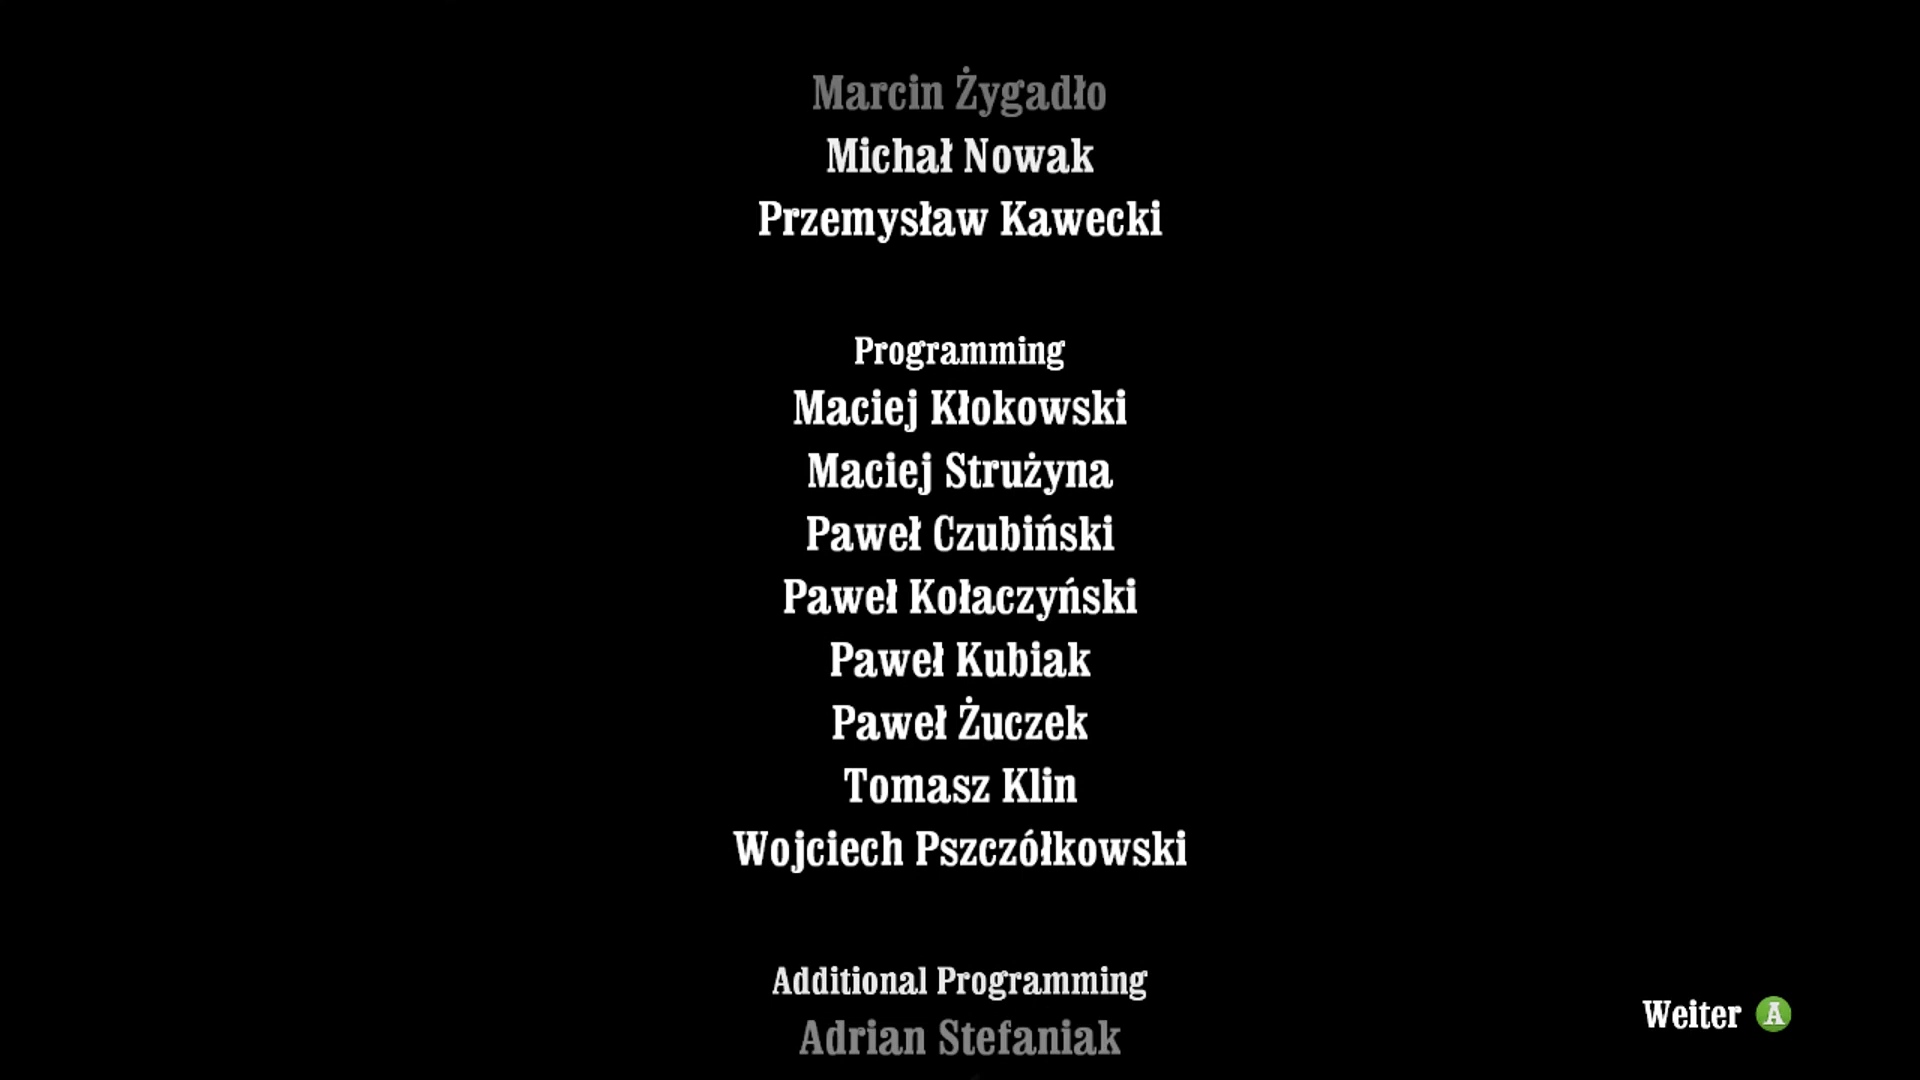 Marcin Żygadło
Michał Nowak
Przemysław Kawecki
Programming
Maciej Kłokowski
Maciej Strużyna
Paweł Czubiński
Paweł Kołaczyński
Paweł Kubiak
Paweł Żuczek
Tomasz Klin
Wojciech Pszczółkowski
Additional Programming
Adrian Stefaniak
Weiter A